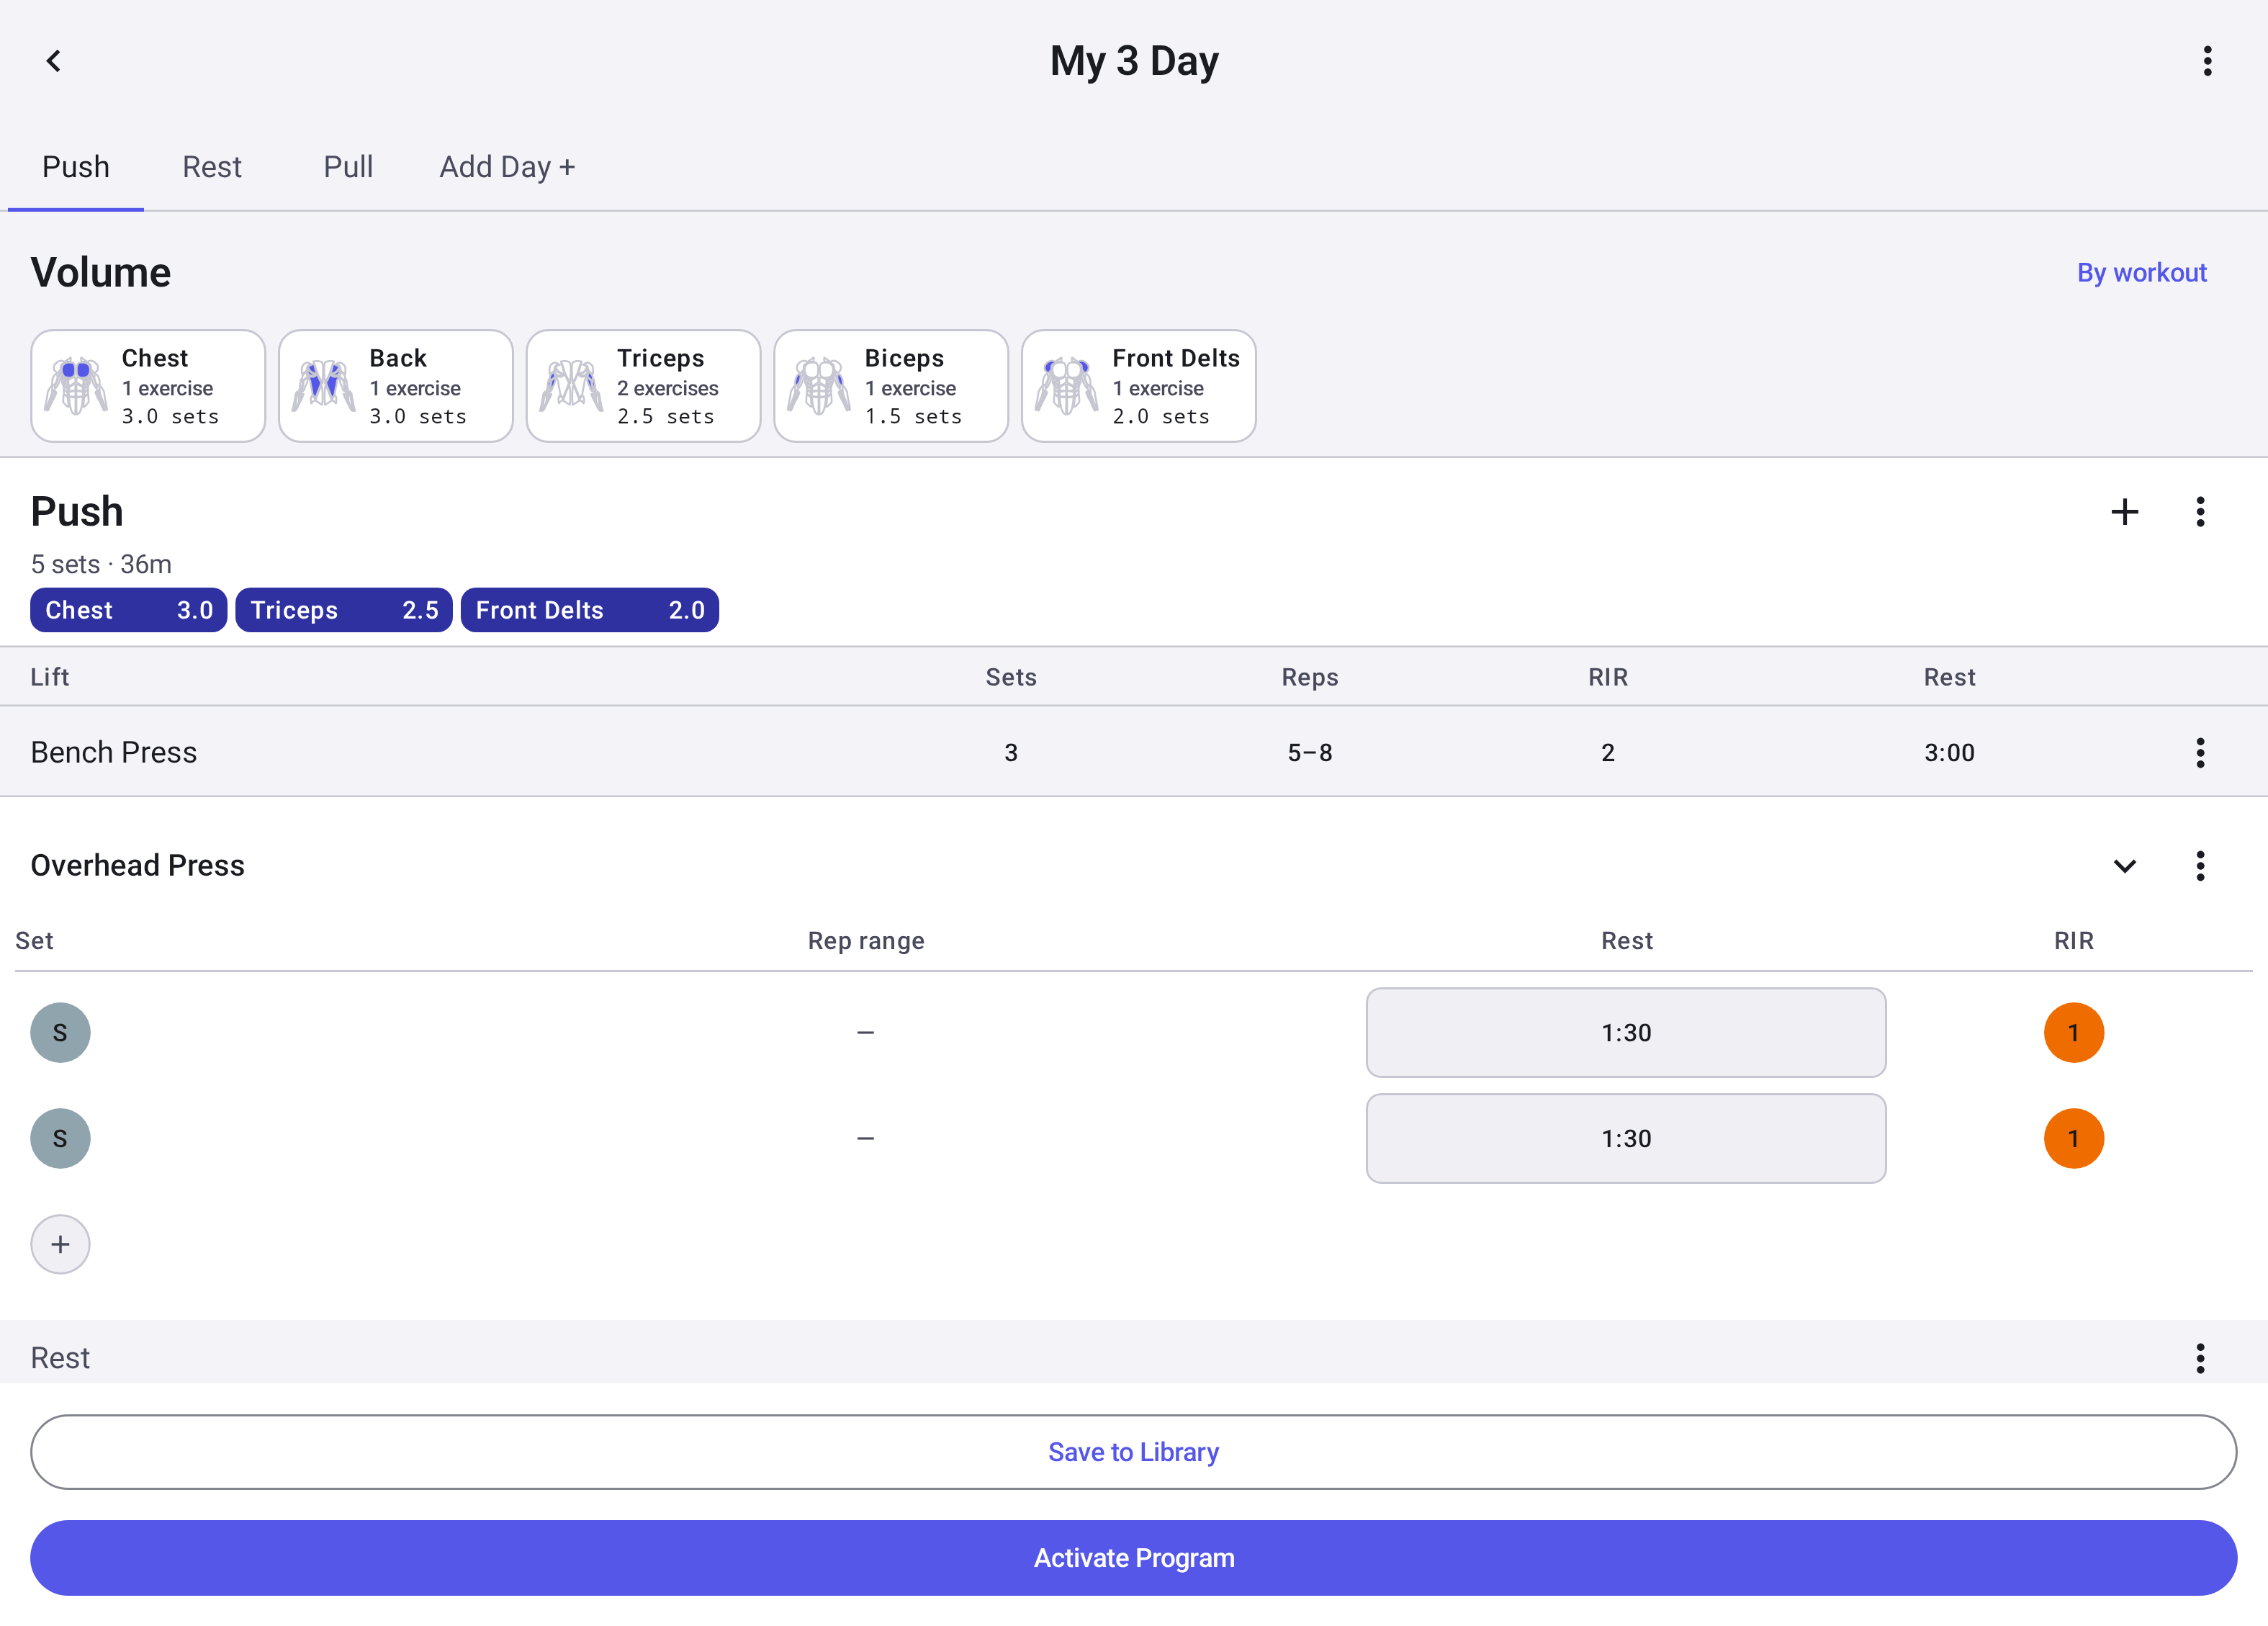 My 3 Day
Push Rest Pull Add Day +
Volume By workout
Chest
1 exercise
3.0 sets
Back
1 exercise
3.0 sets
Triceps
2 exercises
2.5 sets
Biceps
1 exercise
1.5 sets
Front Delts
1 exercise
2.0 sets
Push
5 sets · 36m
Chest 3.0 Triceps 2.5 Front Delts 2.0
Lift Sets Reps RIR Rest
Bench Press 3 5–8 2 3:00
Overhead Press
Set Rep range Rest RIR
S – 1:30 1
S – 1:30 1
+
Rest
Save to Library
Activate Program